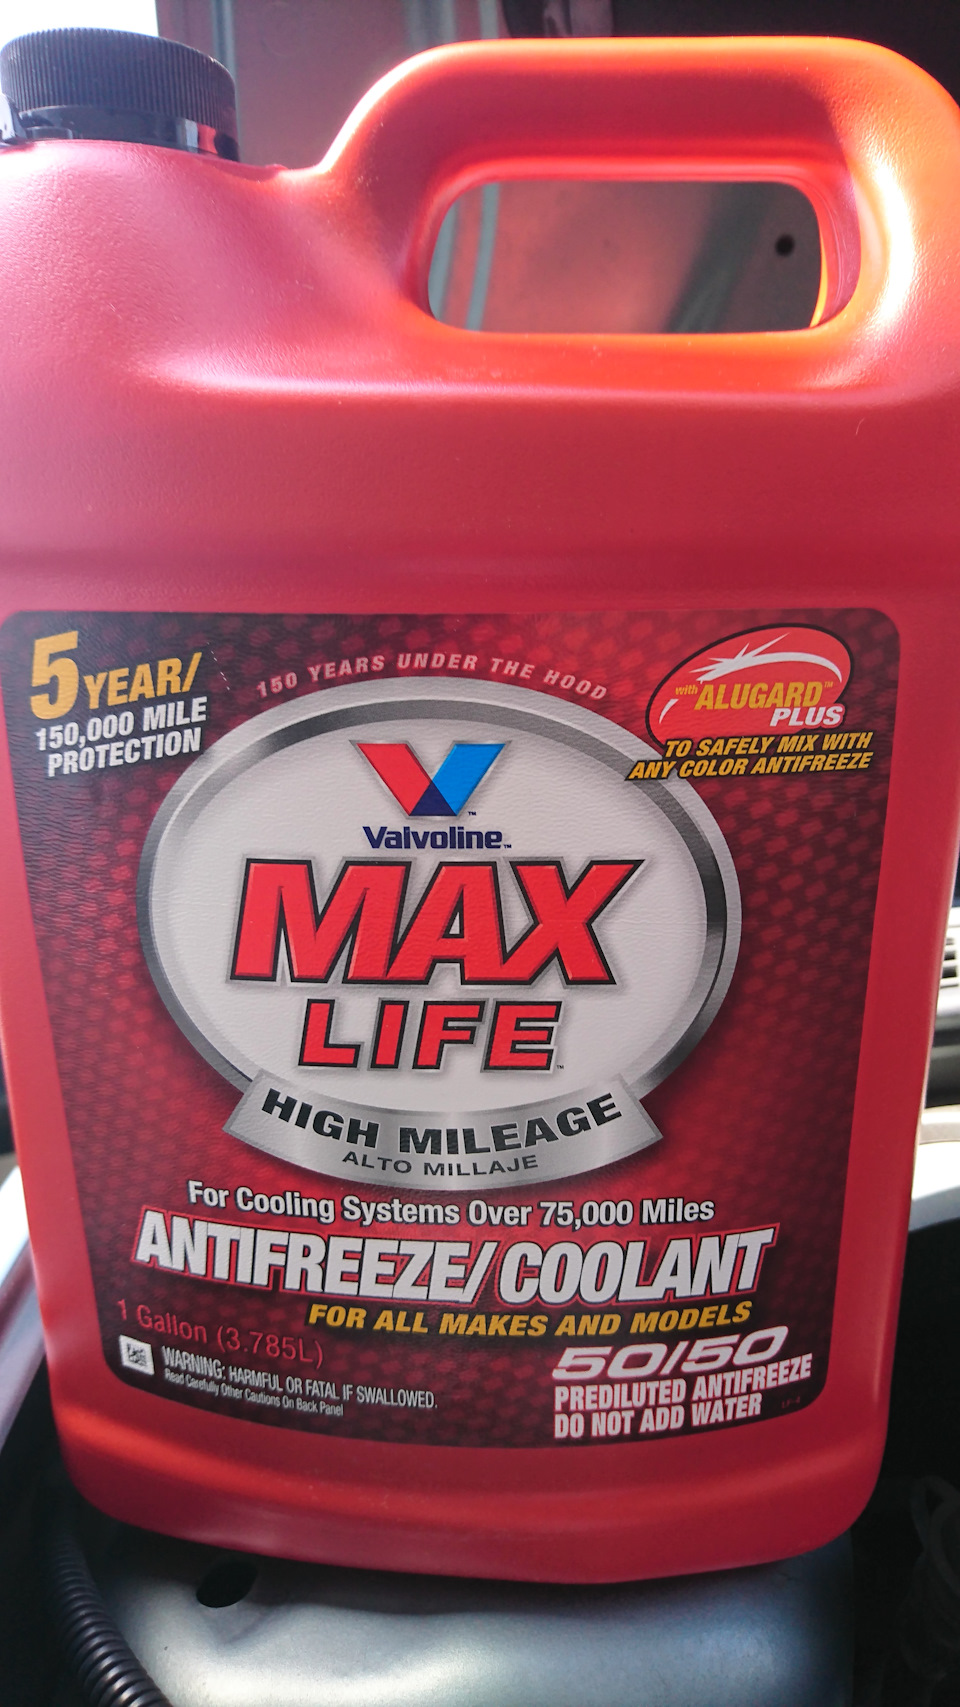 5 YEAR/
150,000 MILE
PROTECTION
150 YEARS UNDER THE HOOD
with ALUGARD™
PLUS
TO SAFELY MIX WITH
ANY COLOR ANTIFREEZE
Valvoline™
MAX
LIFE™
HIGH MILEAGE
ALTO MILLAJE
For Cooling Systems Over 75,000 Miles
ANTIFREEZE/COOLANT
FOR ALL MAKES AND MODELS
1 Gallon (3.785L)
WARNING: HARMFUL OR FATAL IF SWALLOWED.
Read Carefully Other Cautions On Back Panel
50/50
PREDILUTED ANTIFREEZE
DO NOT ADD WATER